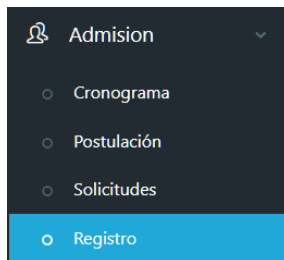 Admision
Cronograma
Postulación
Solicitudes
Registro